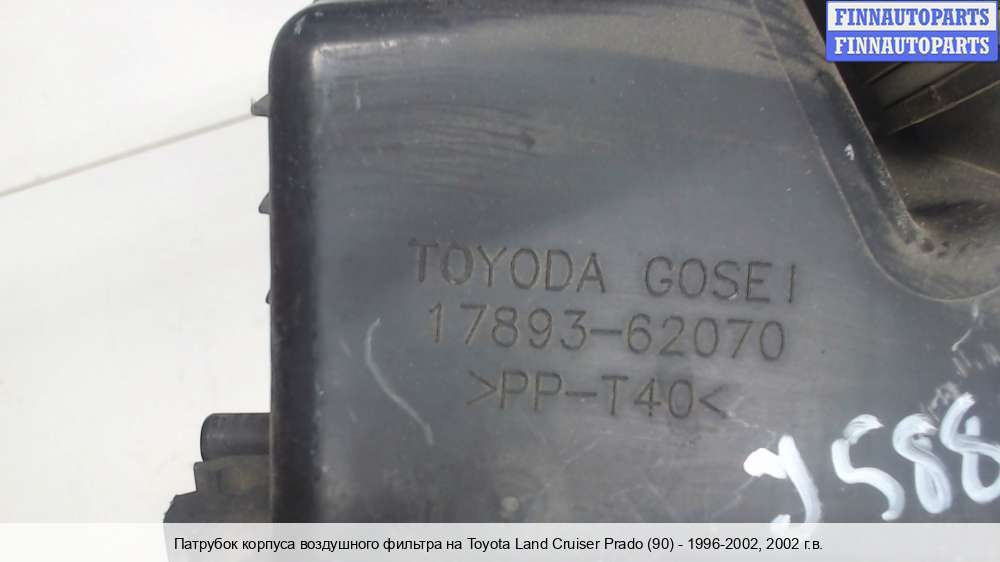 FINNAUTOPARTS
FINNAUTOPARTS
TOYODA GOSEI
17893-62070
>PP-T40<
J588
Патрубок корпуса воздушного фильтра на Toyota Land Cruiser Prado (90) - 1996-2002, 2002 г.в.